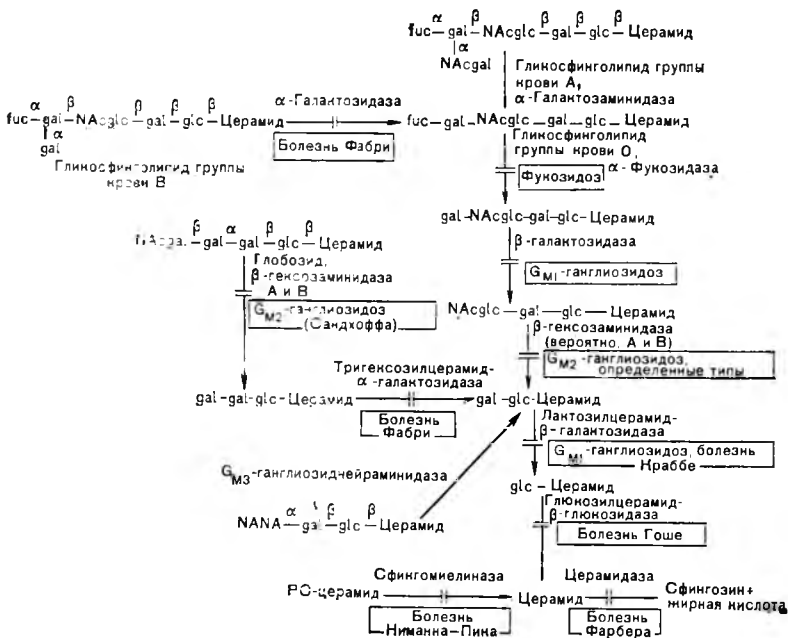 α β β β β
fuc—gal—NAcglc—gal—glc—Церамид
|α
NAcgal
Гликосфинголипид группы
крови A,
α-Галактозаминидаза
α β β β β
fuc—gal—NAcglc—gal—glc—Церамид
α
gal
Гликосфинголипид группы
крови В
α-Галактозидаза
Болезнь Фабри
fuc—gal—NAcglc—gal—glc—Церамид
Гликосфинголипид
группы крови О,
α-Фукозидаза
Фукозидоз
gal-NAcglc-gal-glc-Церамид
β-галактозидаза
GM1-ганглиозидоз
β α β β
-gal—gal—glc—Церамид
Глобозид,
β-гексозаминидаза
А и В
GM2-ганглиозидоз
(Сандхоффа)
NAcglc—gal—glc—Церамид
β-гексозаминидаза
(вероятно, А и В)
GM2-ганглиозидоз,
определенные типы
Тригексозилцерамид-
α-галактозидаза
gal-gal-glc-Церамид
Болезнь
Фабри
gal-glc-Церамид
Лактозилцерамид-
β-галактозидаза
GM1-ганглиозидоз, болезнь
Краббе
GM3-ганглиозиднейраминидаза
α β β
NANA—gal—glc—Церамид
glc—Церамид
Глюкозилцерамид-
β-глюкозидаза
Болезнь Гоше
Сфингомиелиназа
Церамидаза
PC-церамид
Церамид
Сфингозин+
жирная кислота
Болезнь
Ниманна-Пика
Болезнь
Фарбера